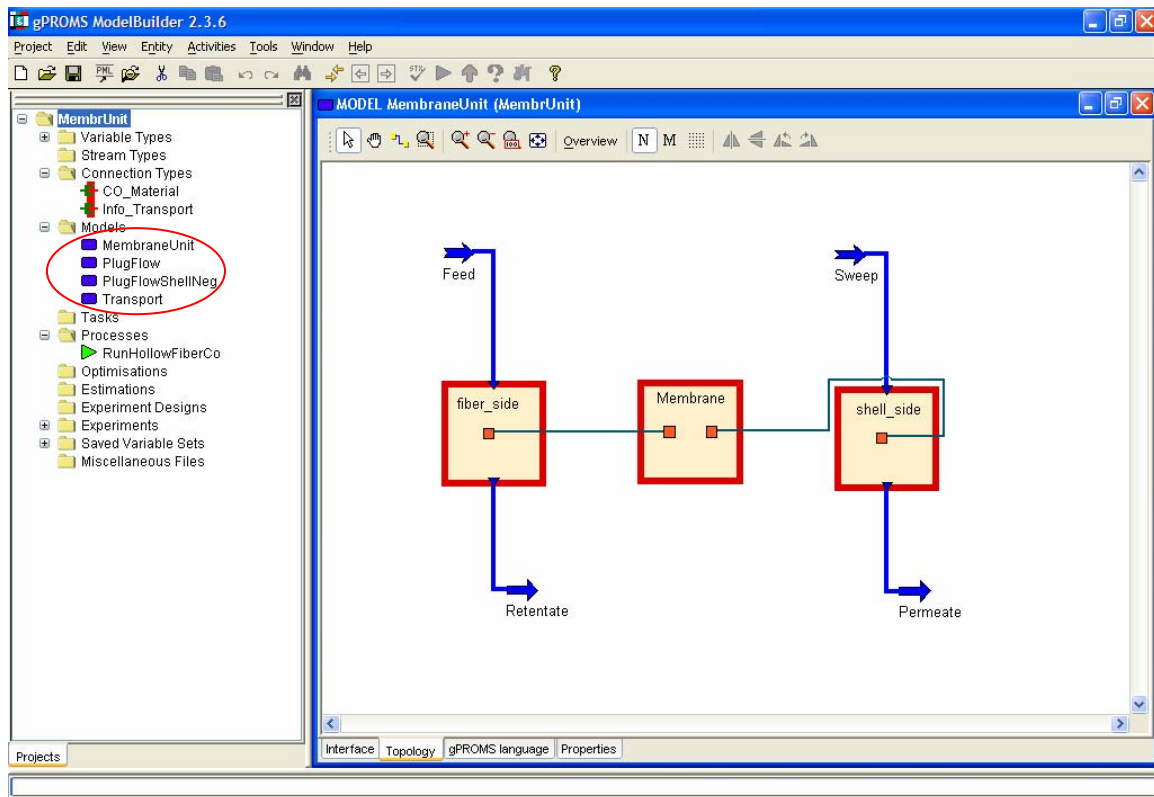 gPROMS ModelBuilder 2.3.6
Project Edit View Entity Activities Tools Window Help
PML
MembrUnit
Variable Types
Stream Types
Connection Types
CO_Material
Info_Transport
Models
MembraneUnit
PlugFlow
PlugFlowShellNeg
Transport
Tasks
Processes
RunHollowFiberCo
Optimisations
Estimations
Experiment Designs
Experiments
Saved Variable Sets
Miscellaneous Files
Projects
MODEL MembraneUnit (MembrUnit)
100 Overview N M
Feed
Sweep
fiber_side
Membrane
shell_side
Retentate
Permeate
Interface Topology gPROMS language Properties